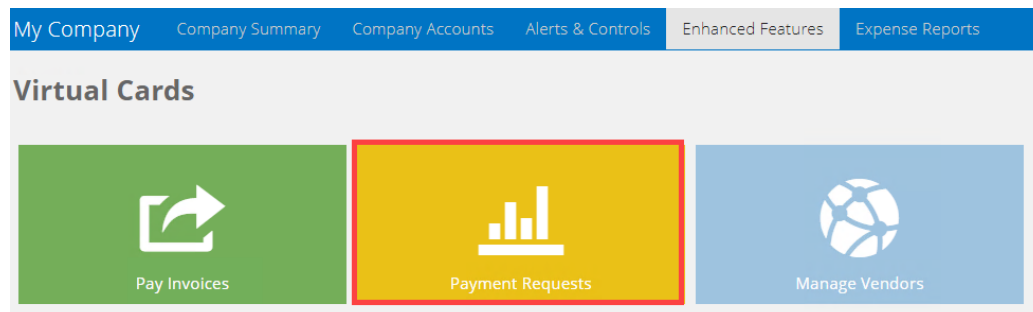 My Company Company Summary Company Accounts Alerts & Controls Enhanced Features Expense Reports
Virtual Cards
Pay Invoices Payment Requests Manage Vendors